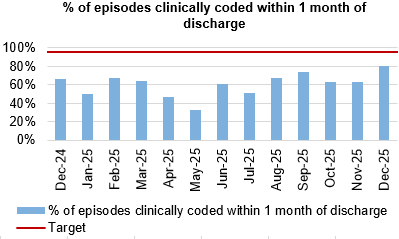 % of episodes clinically coded within 1 month of
discharge
100%
80%
60%
40%
20%
0%
Dec-24
Jan-25
Feb-25
Mar-25
Apr-25
May-25
Jun-25
Jul-25
Aug-25
Sep-25
Oct-25
Nov-25
Dec-25
% of episodes clinically coded within 1 month of discharge
Target